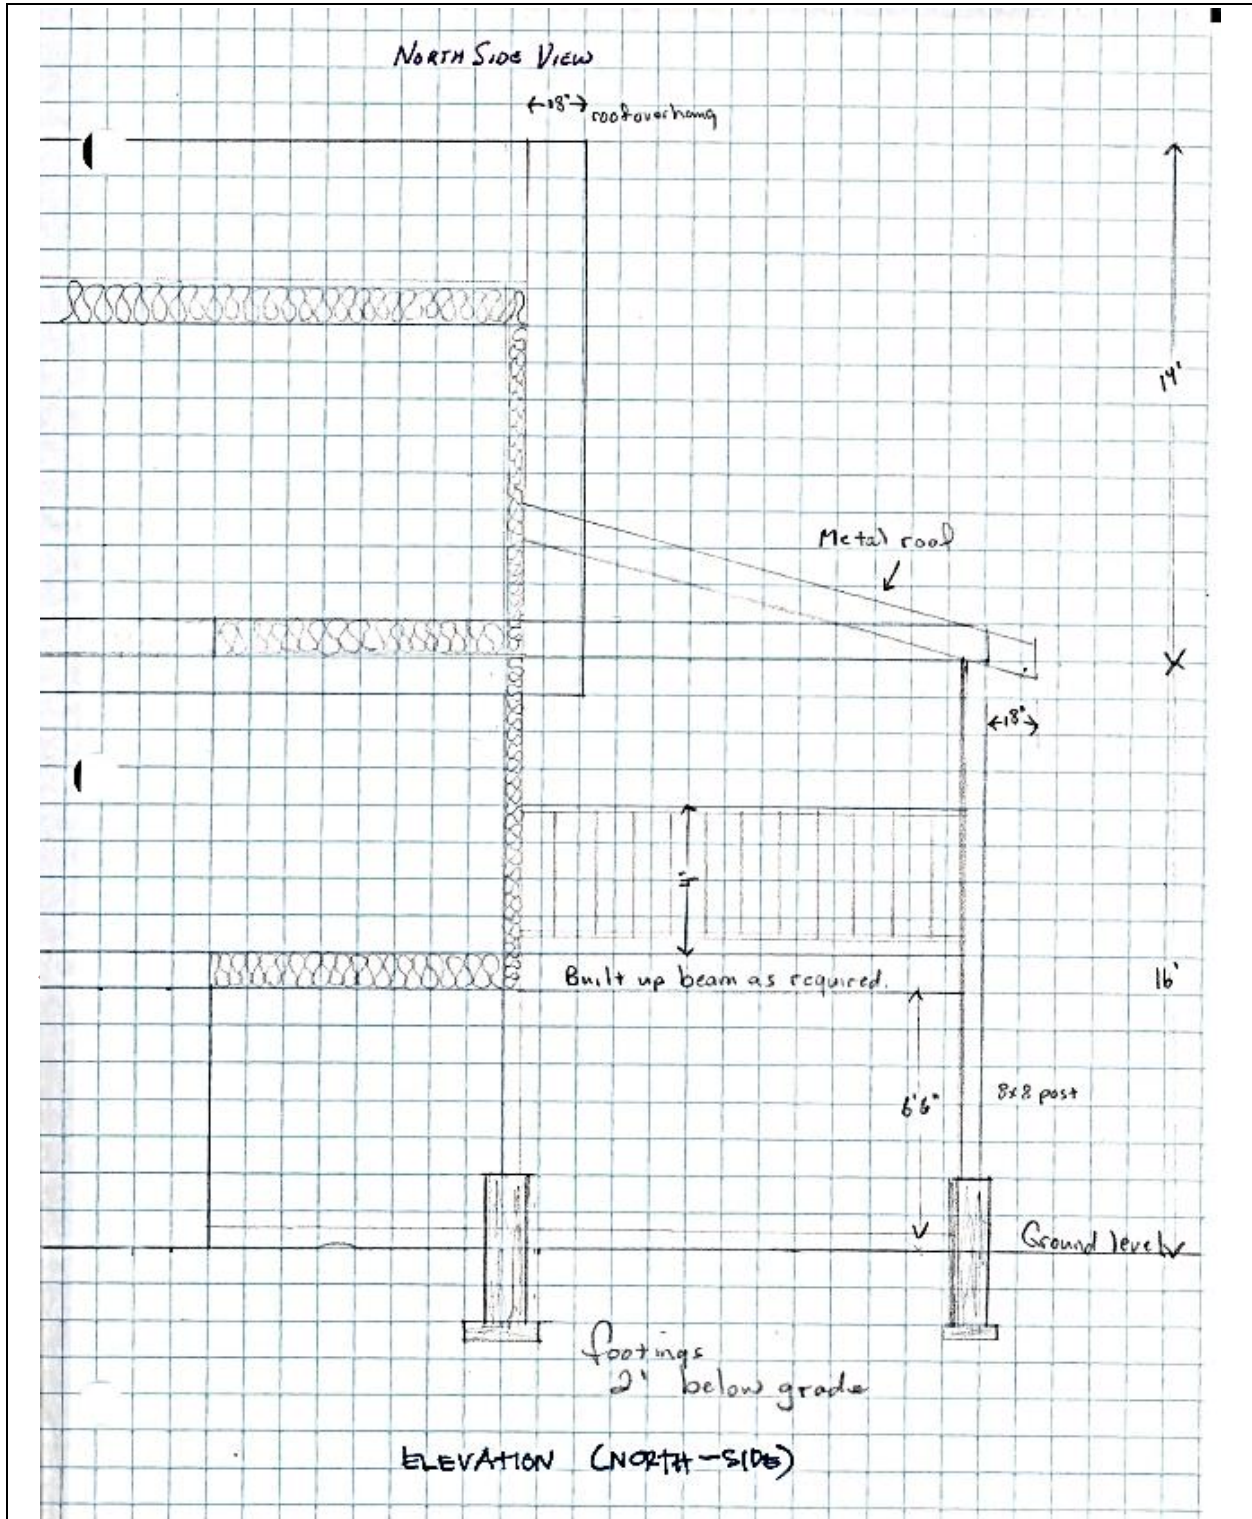 NORTH SIDE VIEW
18"
roof overhang
14'
Metal roof
18"
4'
Built up beam as required.
16'
6'6"
8x8 post
Ground level
footings
2' below grade
ELEVATION (NORTH-SIDE)